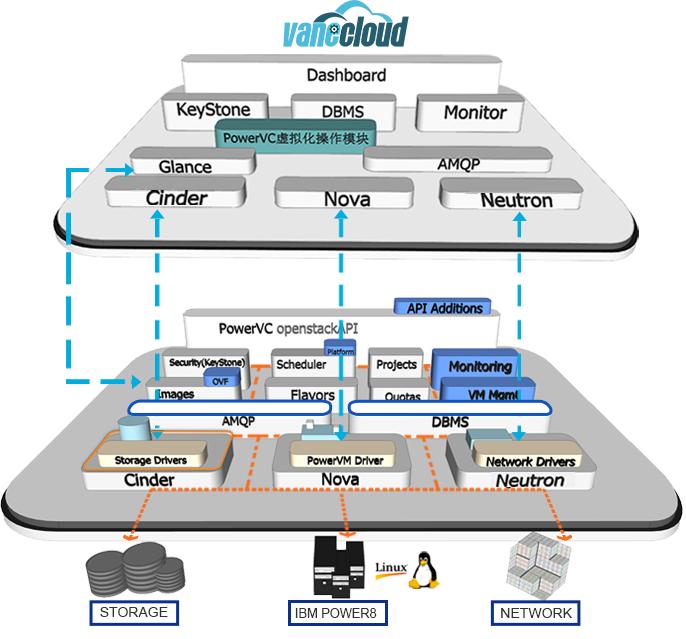 vanecloud
Dashboard
KeyStone
DBMS
Monitor
PowerVC虚拟化操作模块
Glance
AMQP
Cinder
Nova
Neutron
API Additions
PowerVC openstackAPI
Platform
Security(KeyStone)
Scheduler
Projects
Monitoring
OVF
Images
Flavors
Quotas
VM Mgmt
AMQP
DBMS
Storage Drivers
PowerVM Driver
Network Drivers
Cinder
Nova
Neutron
Linux
STORAGE
IBM POWER8
NETWORK